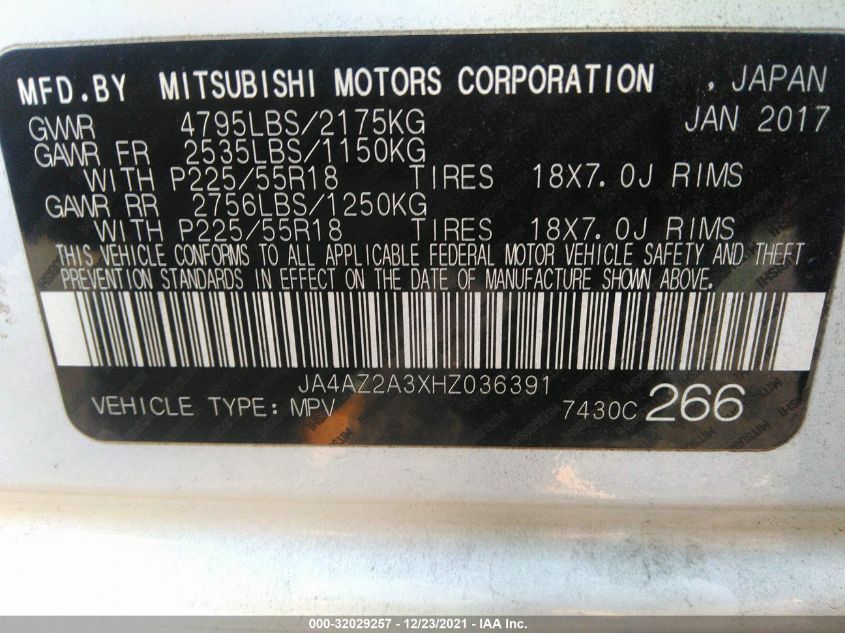 MFD.BY MITSUBISHI MOTORS CORPORATION , JAPAN
GVWR 4795LBS/2175KG JAN 2017
GAWR FR 2535LBS/1150KG
WITH P225/55R18 TIRES 18X7.0J RIMS
GAWR RR 2756LBS/1250KG
WITH P225/55R18 TIRES 18X7.0J RIMS
THIS VEHICLE CONFORMS TO ALL APPLICABLE FEDERAL MOTOR VEHICLE SAFETY AND THEFT
PREVENTION STANDARDS IN EFFECT ON THE DATE OF MANUFACTURE SHOWN ABOVE.
JA4AZ2A3XHZ036391
VEHICLE TYPE: MPV 7430C 266
000-32029257 - 12/23/2021 - IAA Inc.